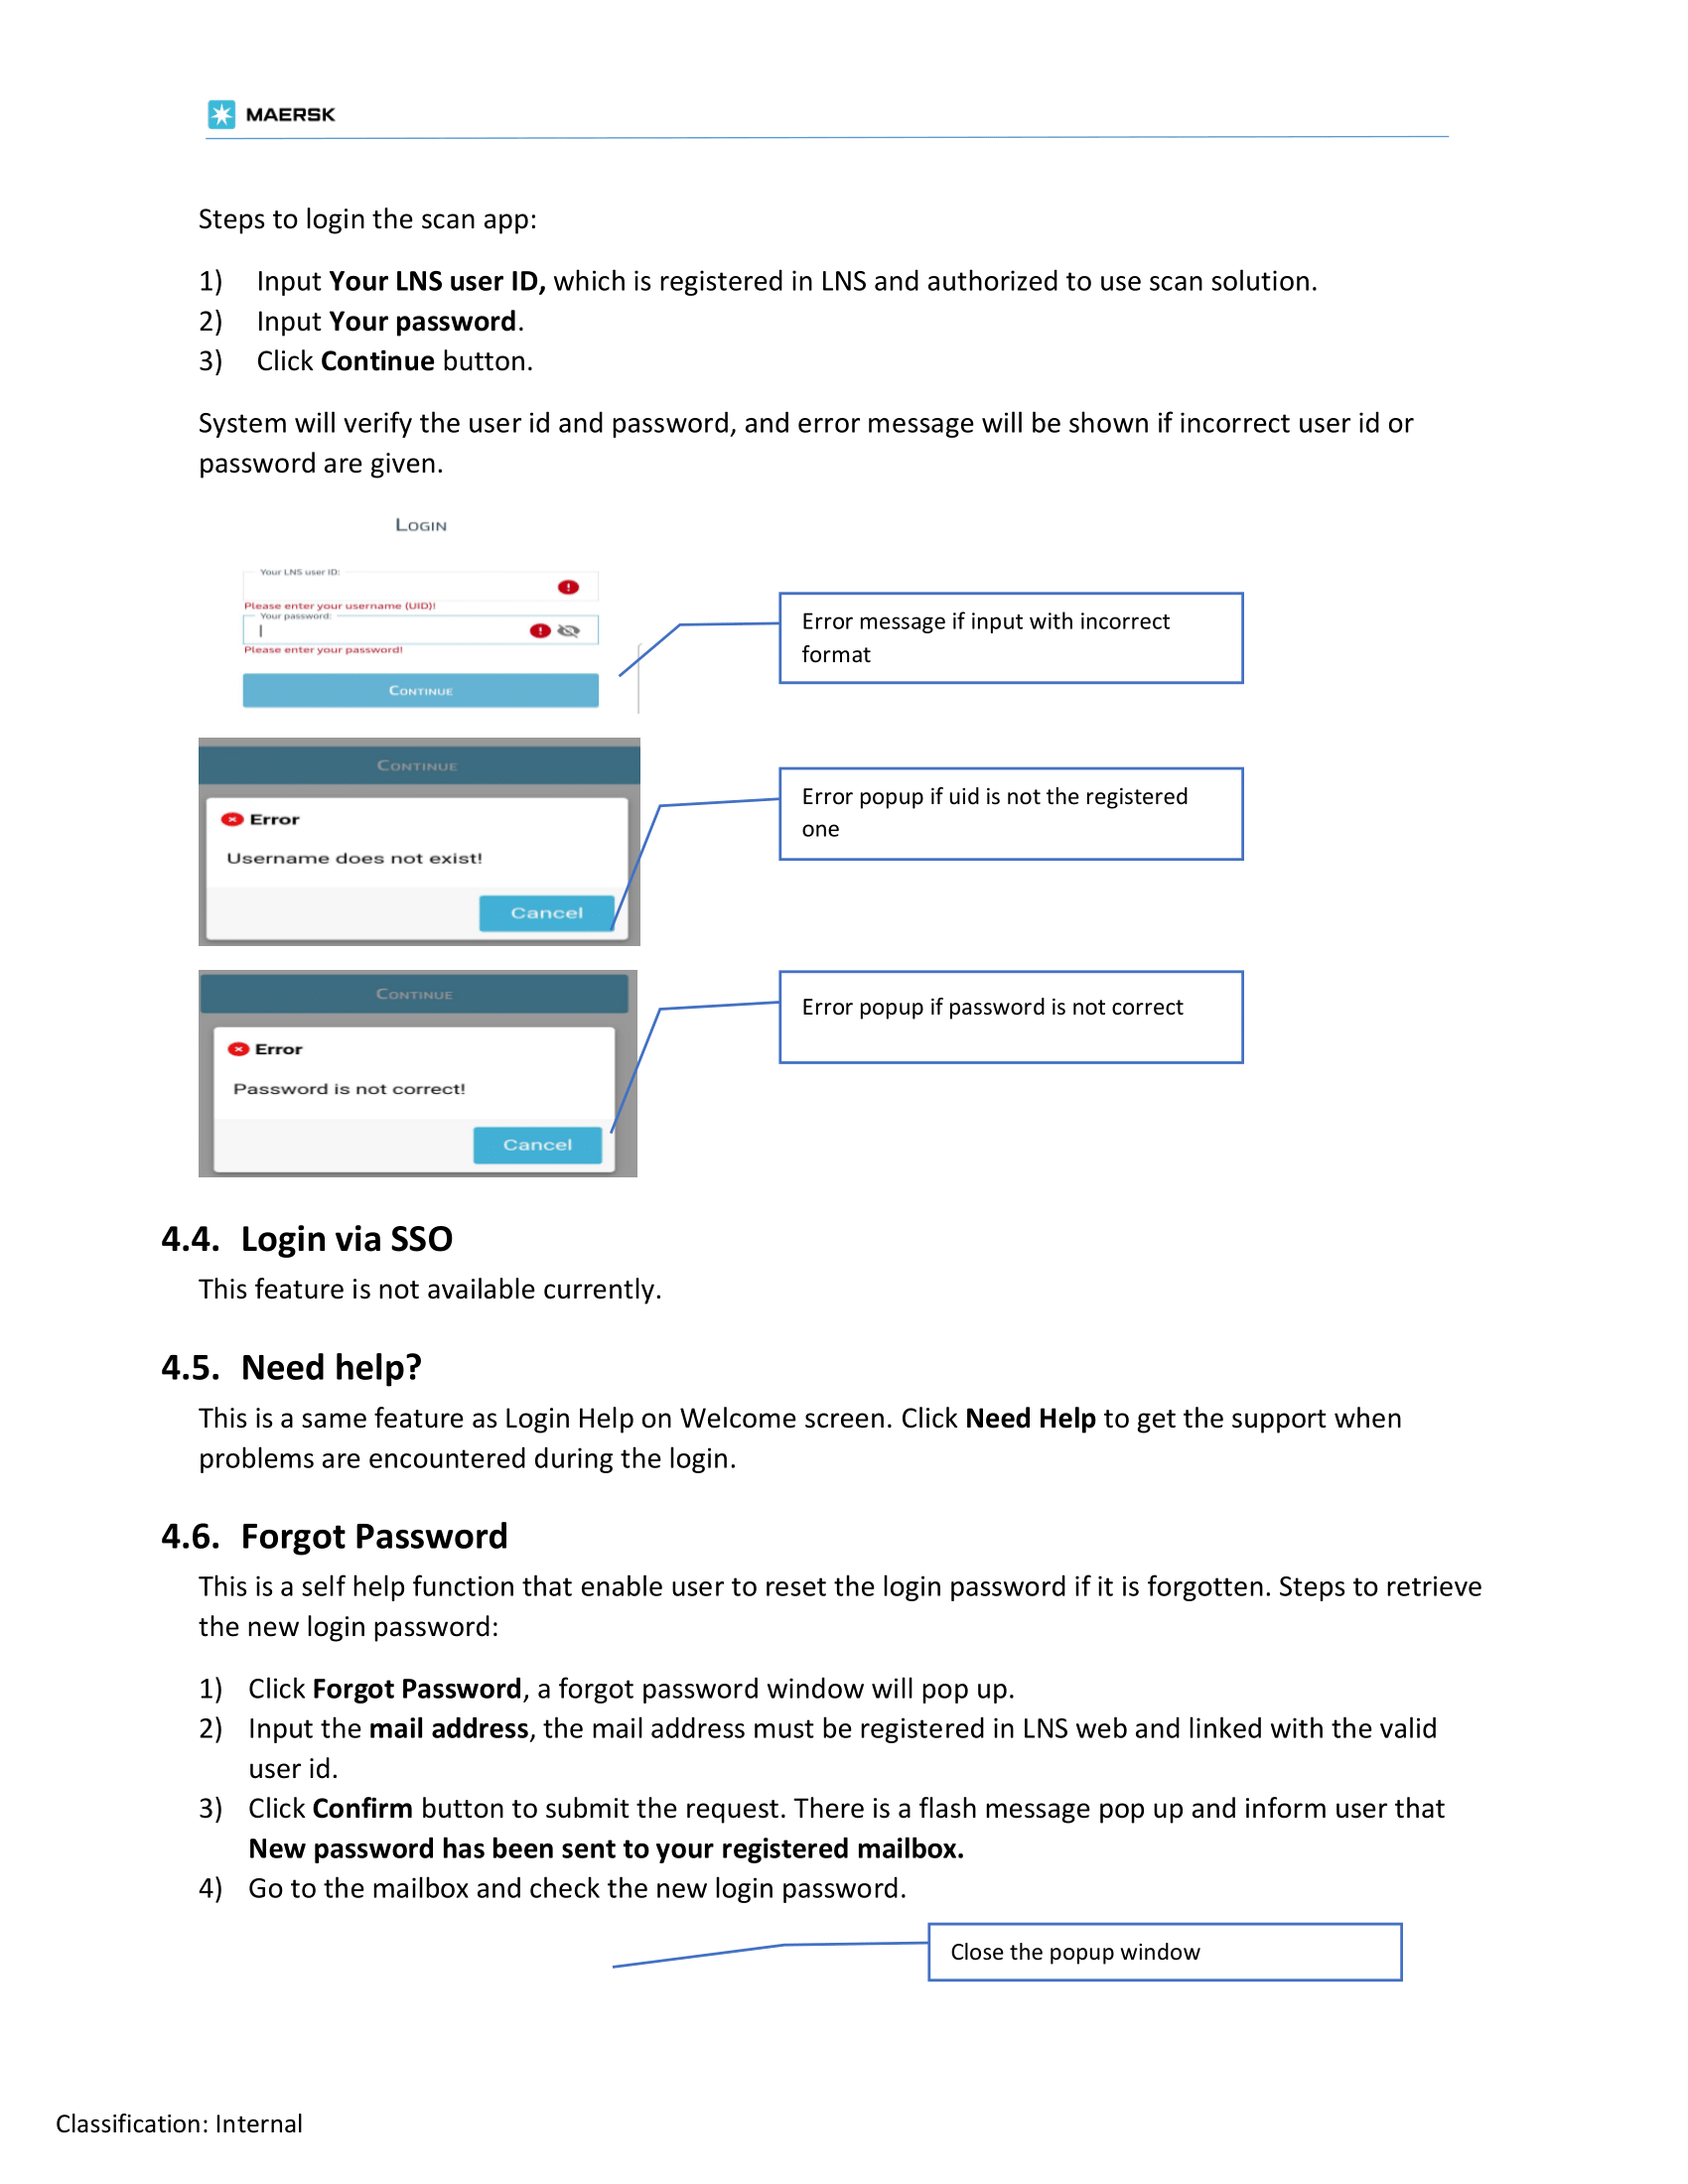 MAERSK
Steps to login the scan app:
1) Input Your LNS user ID, which is registered in LNS and authorized to use scan solution.
2) Input Your password.
3) Click Continue button.
System will verify the user id and password, and error message will be shown if incorrect user id or
password are given.
LOGIN
Your LNS user ID:
Please enter your username (UID)!
Your password:
Please enter your password!
CONTINUE
Error message if input with incorrect
format
CONTINUE
Error
Username does not exist!
Cancel
Error popup if uid is not the registered
one
CONTINUE
Error
Password is not correct!
Cancel
Error popup if password is not correct
4.4. Login via SSO
This feature is not available currently.
4.5. Need help?
This is a same feature as Login Help on Welcome screen. Click Need Help to get the support when
problems are encountered during the login.
4.6. Forgot Password
This is a self help function that enable user to reset the login password if it is forgotten. Steps to retrieve
the new login password:
1) Click Forgot Password, a forgot password window will pop up.
2) Input the mail address, the mail address must be registered in LNS web and linked with the valid
user id.
3) Click Confirm button to submit the request. There is a flash message pop up and inform user that
New password has been sent to your registered mailbox.
4) Go to the mailbox and check the new login password.
Close the popup window
Classification: Internal